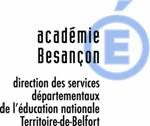 académie
Besançon
É
direction des services
départementaux
de l'éducation nationale
Territoire-de-Belfort